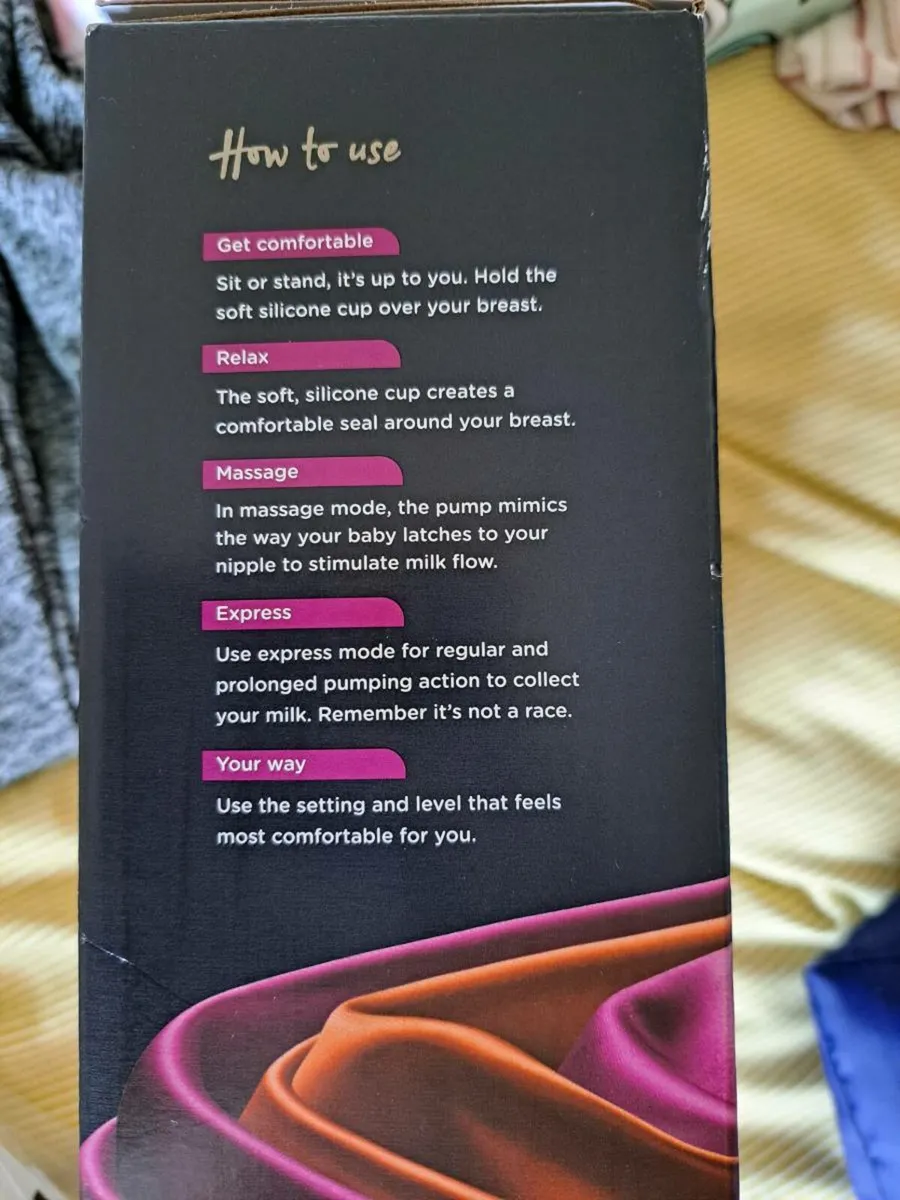 How to use
Get comfortable
Sit or stand, it's up to you. Hold the
soft silicone cup over your breast.
Relax
The soft, silicone cup creates a
comfortable seal around your breast.
Massage
In massage mode, the pump mimics
the way your baby latches to your
nipple to stimulate milk flow.
Express
Use express mode for regular and
prolonged pumping action to collect
your milk. Remember it's not a race.
Your way
Use the setting and level that feels
most comfortable for you.